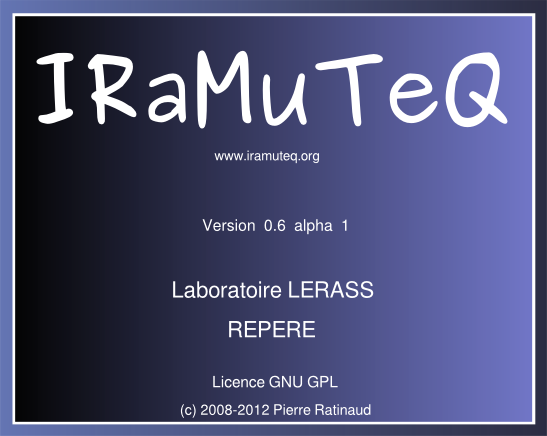 IRaMuTeQ
www.iramuteq.org
Version 0.6 alpha 1
Laboratoire LERASS
REPERE
Licence GNU GPL
(c) 2008-2012 Pierre Ratinaud